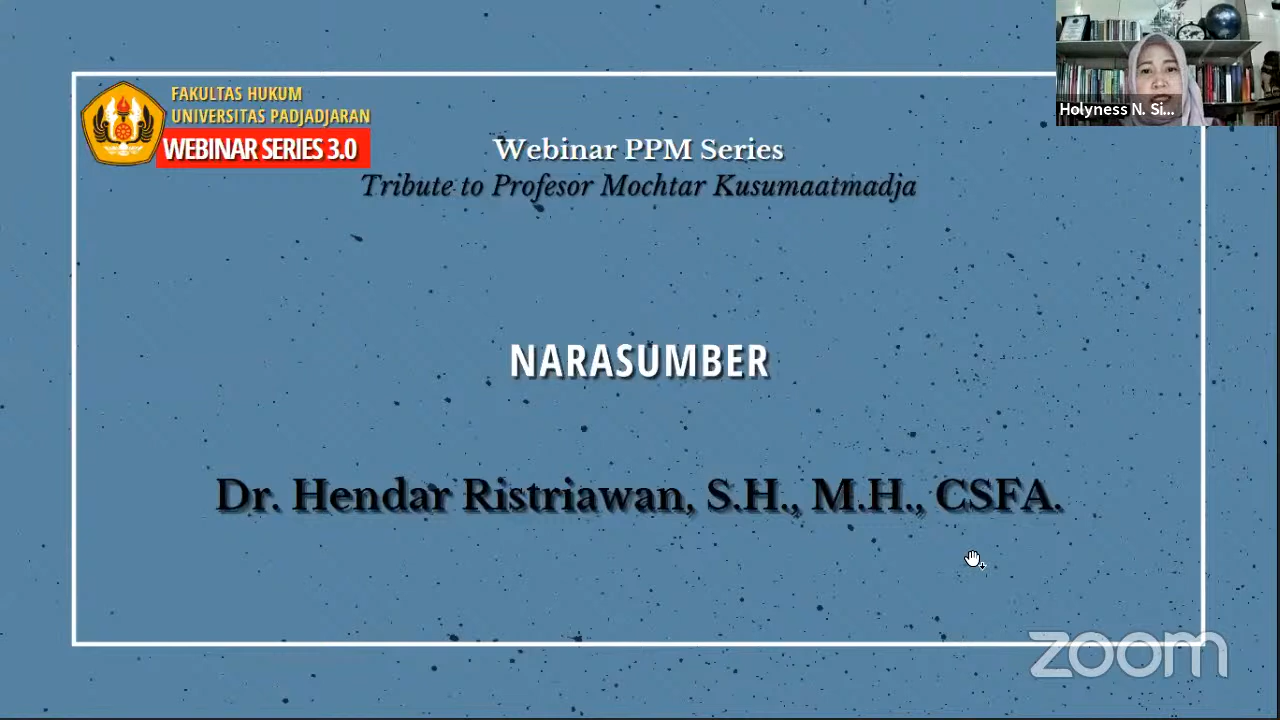 FAKULTAS HUKUM
UNIVERSITAS PADJADJARAN
WEBINAR SERIES 3.0
Webinar PPM Series
Tribute to Profesor Mochtar Kusumaatmadja
Holyness N. Si...
NARASUMBER
Dr. Hendar Ristriawan, S.H., M.H., CSFA.
zoom